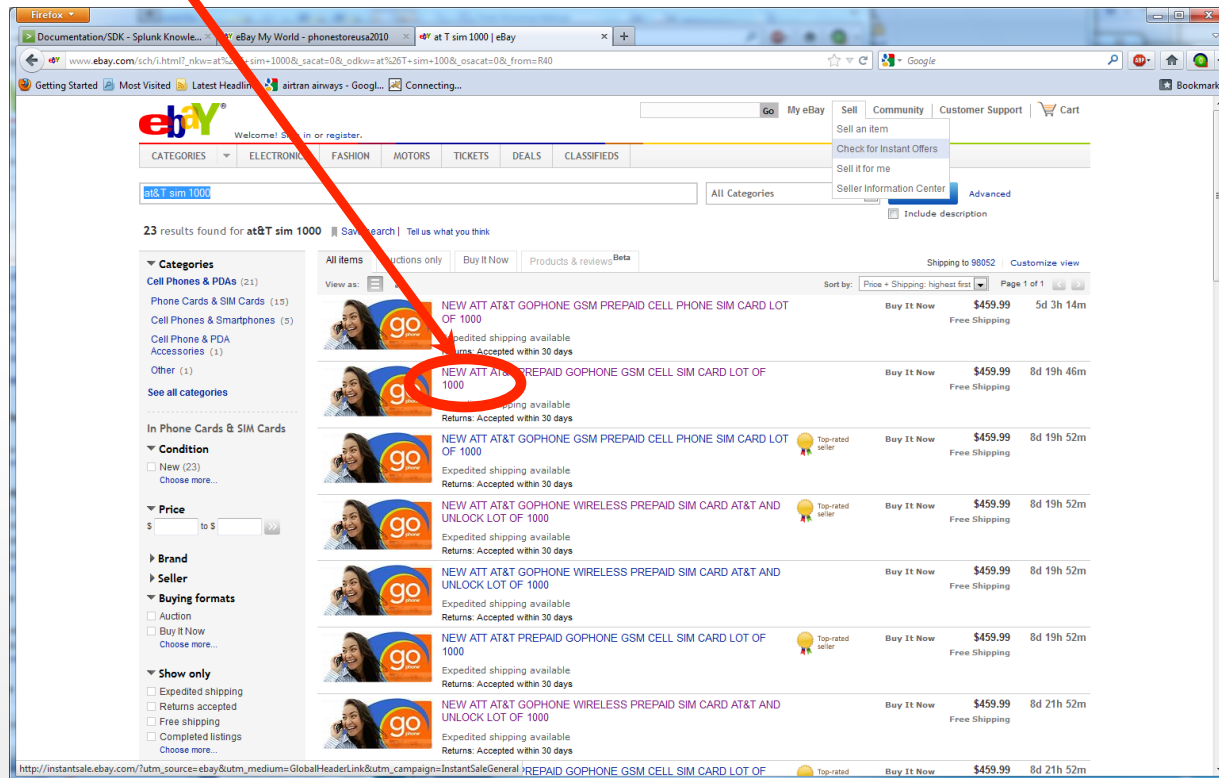 Firefox
Documentation/SDK - Splunk Knowle...
eBay My World - phonestoreusa2010
at T sim 1000 | eBay
www.ebay.com/sch/i.html?_nkw=at%26T+sim+1000&_sacat=0&_odkw=at%26T+sim+100&_osacat=0&_from=R40
Google
Getting Started Most Visited Latest Headlin airtran airways - Googl... Connecting...
Bookmark
ebay
Welcome! in or register.
Go My eBay Sell Community Customer Support Cart
Sell an item
Check for Instant Offers
Sell it for me
Seller Information Center
CATEGORIES ELECTRONIC FASHION MOTORS TICKETS DEALS CLASSIFIEDS
at&T sim 1000
All Categories
Advanced
Include description
23 results found for at&T sim 1000 Save Tell us what you think
All items only Buy It Now Products & reviews Beta
Shipping to 98052 Customize view
View as:
Sort by: Price + Shipping: highest first Page 1 of 1
Categories
Cell Phones & PDAs (21)
Phone Cards & SIM Cards (15)
Cell Phones & Smartphones (5)
Cell Phone & PDA
Accessories (1)
Other (1)
See all categories
In Phone Cards & SIM Cards
Condition
New (23)
Choose more...
Price
$ to $
Brand
Seller
Buying formats
Auction
Buy It Now
Choose more...
Show only
Expedited shipping
Returns accepted
Free shipping
Completed listings
Choose more...
go phone
NEW ATT AT&T GOPHONE GSM PREPAID CELL PHONE SIM CARD LOT
OF 1000
Expedited shipping available
Returns: Accepted within 30 days
Buy It Now $459.99 5d 3h 14m
Free Shipping
go
NEW ATT AT&T PREPAID GOPHONE GSM CELL SIM CARD LOT OF
1000
shipping available
Returns: Accepted within 30 days
Buy It Now $459.99 8d 19h 46m
Free Shipping
go phone
NEW ATT AT&T GOPHONE GSM PREPAID CELL PHONE SIM CARD LOT
OF 1000
Expedited shipping available
Returns: Accepted within 30 days
Top-rated
seller
Buy It Now $459.99 8d 19h 52m
Free Shipping
go phone
NEW ATT AT&T GOPHONE WIRELESS PREPAID SIM CARD AT&T AND
UNLOCK LOT OF 1000
Expedited shipping available
Returns: Accepted within 30 days
Top-rated
seller
Buy It Now $459.99 8d 19h 52m
Free Shipping
go phone
NEW ATT AT&T GOPHONE WIRELESS PREPAID SIM CARD AT&T AND
UNLOCK LOT OF 1000
Expedited shipping available
Returns: Accepted within 30 days
Buy It Now $459.99 8d 19h 52m
Free Shipping
go phone
NEW ATT AT&T PREPAID GOPHONE GSM CELL SIM CARD LOT OF
1000
Expedited shipping available
Returns: Accepted within 30 days
Top-rated
seller
Buy It Now $459.99 8d 19h 52m
Free Shipping
go phone
NEW ATT AT&T GOPHONE WIRELESS PREPAID SIM CARD AT&T AND
UNLOCK LOT OF 1000
Expedited shipping available
Returns: Accepted within 30 days
Buy It Now $459.99 8d 21h 52m
Free Shipping
PREPAID GOPHONE GSM CELL SIM CARD LOT OF
Top-rated
Buy It Now $459.99 8d 21h 52m
http://instantsale.ebay.com/?utm_source=ebay&utm_medium=GlobalHeaderLink&utm_campaign=InstantSaleGeneral